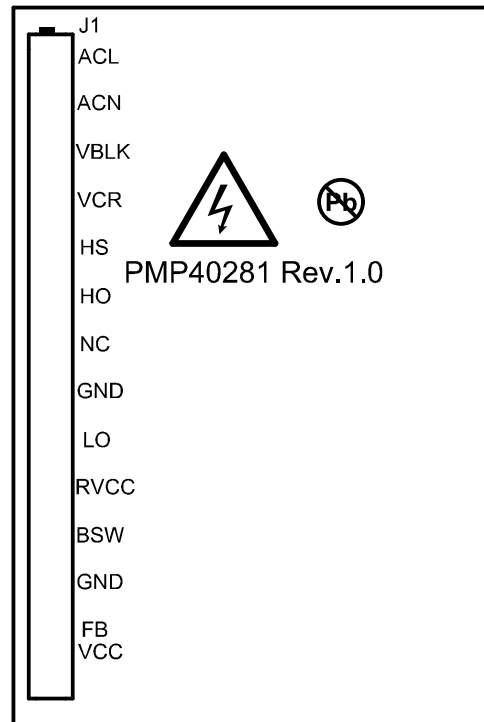 J1
ACL
ACN
VBLK
VCR
Pb
HS
PMP40281 Rev.1.0
HO
NC
GND
LO
RVCC
BSW
GND
FB
VCC